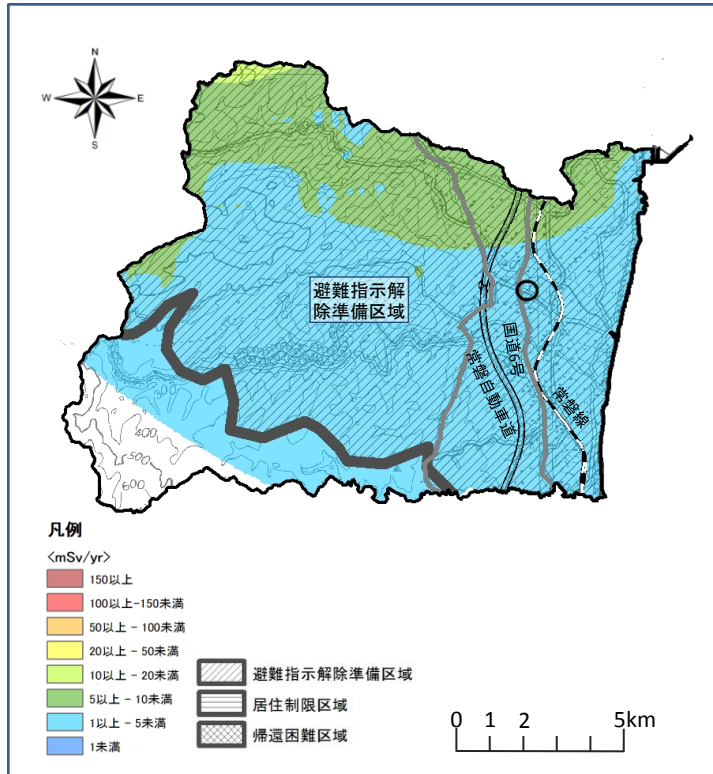 N
W E
S
避難指示解
除準備区域
国道6号
常磐自動車道
常磐線
400
500
600
凡例
<mSv/yr>
150以上
100以上-150未満
50以上 - 100未満
20以上 - 50未満
10以上 - 20未満
5以上 - 10未満
1以上 - 5未満
1未満
避難指示解除準備区域
居住制限区域
帰還困難区域
0 1 2 5km